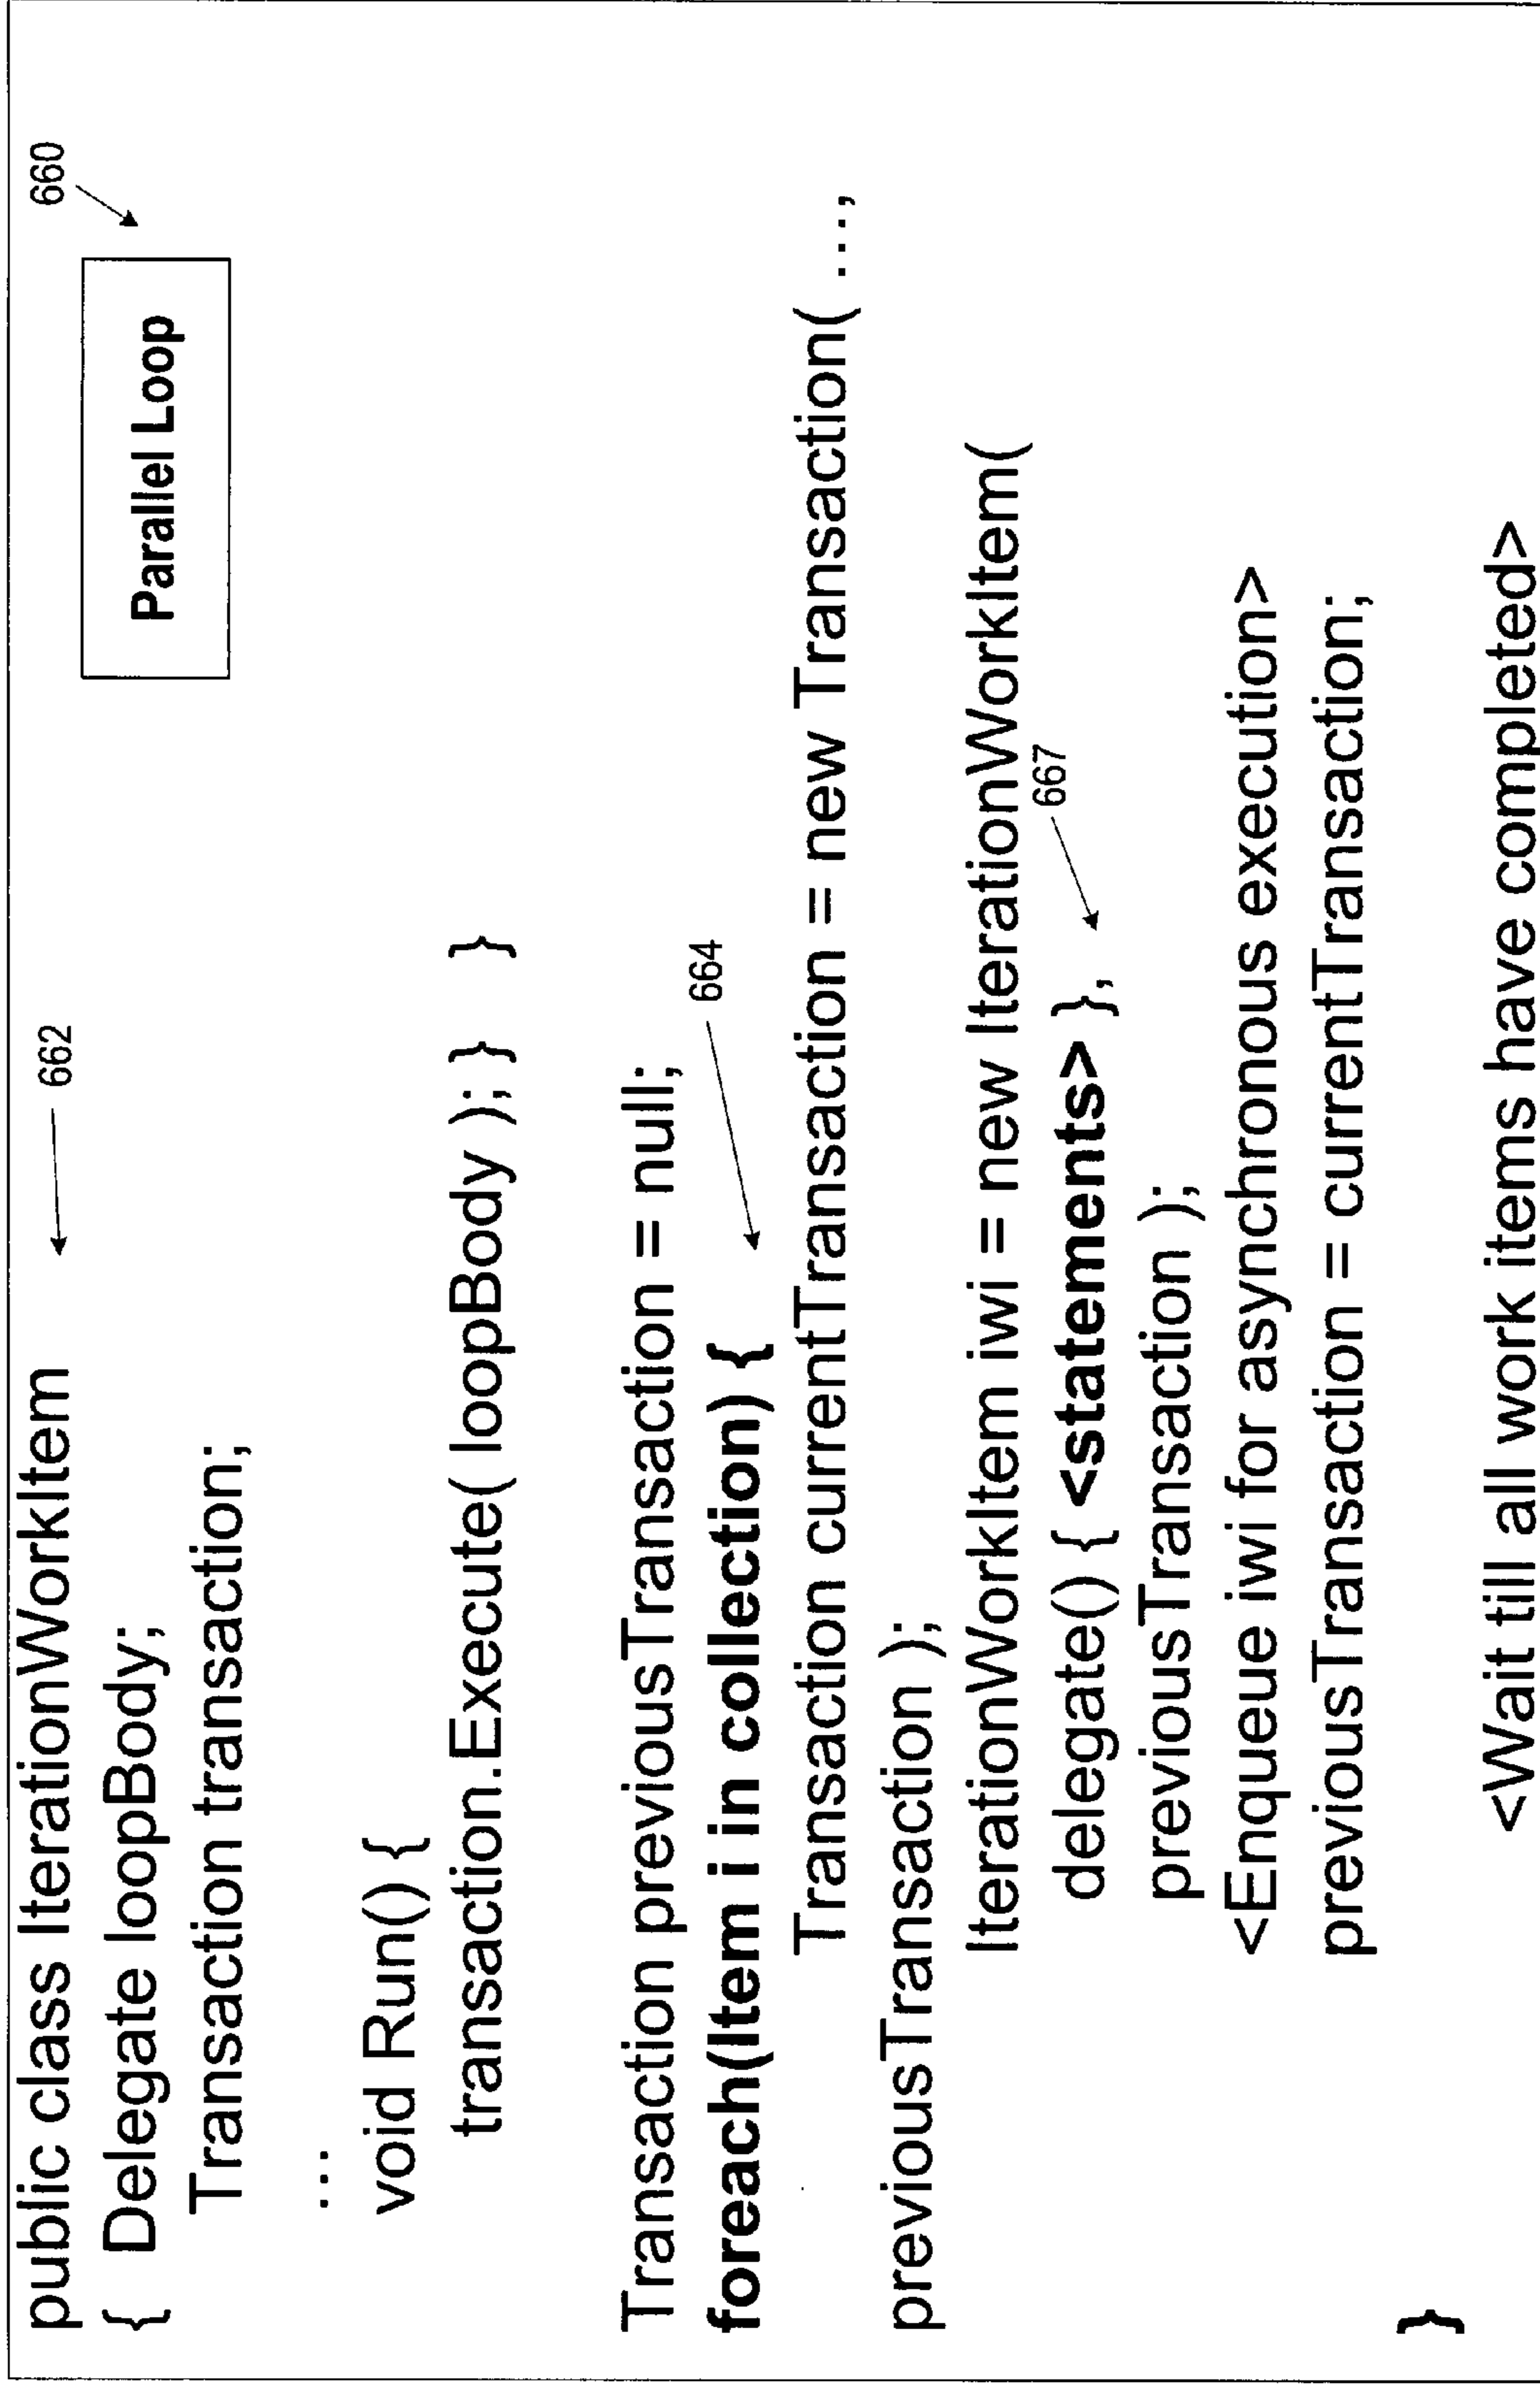 660
Parallel Loop
public class IterationWorkItem
662
{ Delegate loopBody;
Transaction transaction;
...
void Run() {
transaction.Execute( loopBody ); } }
Transaction previousTransaction = null;
664
foreach(Item i in collection) {
Transaction currentTransaction = new Transaction( ...,
previousTransaction );
IterationWorkItem iwi = new IterationWorkItem(
667
delegate() { <statements> },
previousTransaction );
<Enqueue iwi for asynchronous execution>
previousTransaction = currentTransaction;
}
<Wait till all work items have completed>